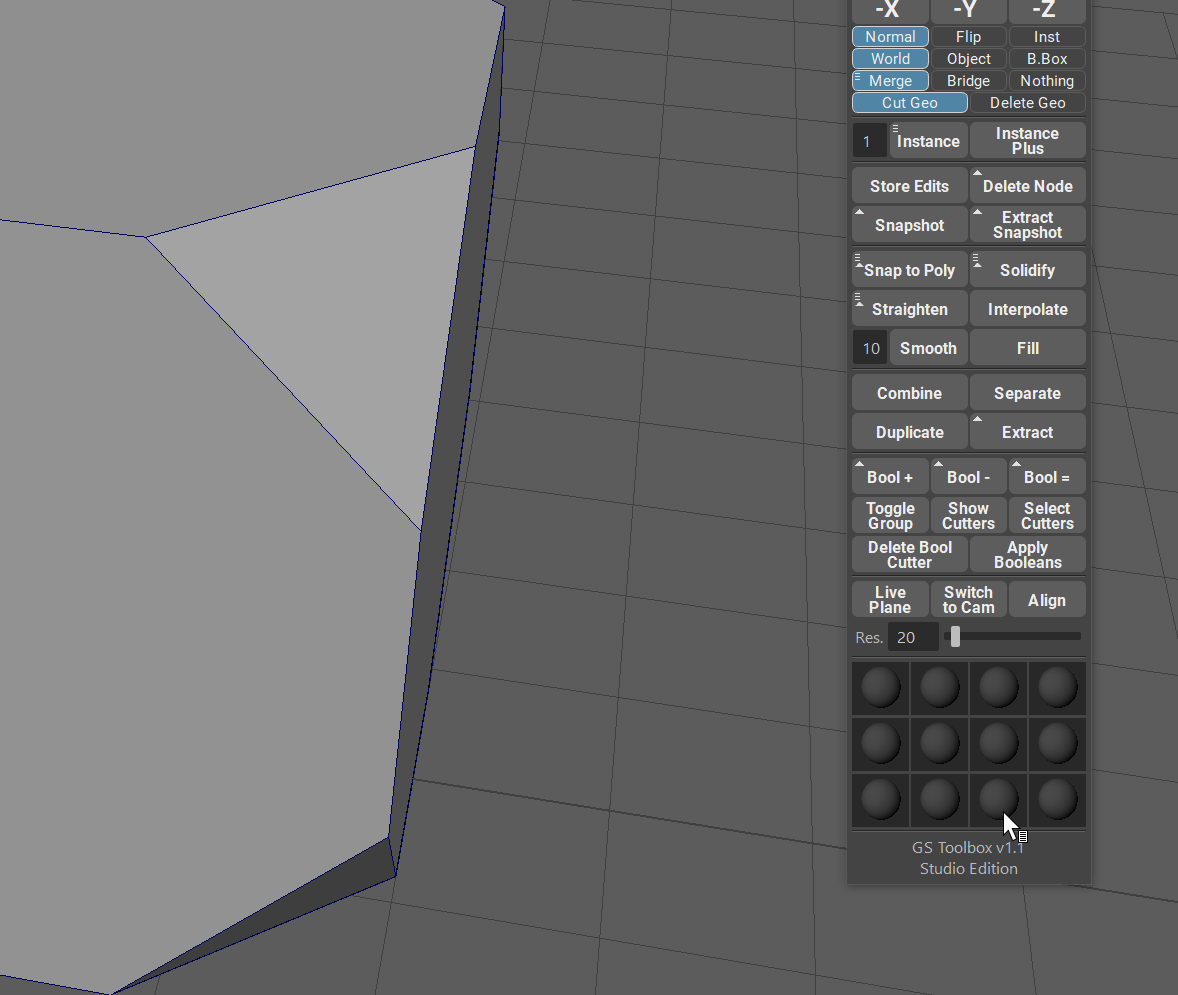 -X -Y -Z
Normal Flip Inst
World Object B.Box
Merge Bridge Nothing
Cut Geo Delete Geo
1 Instance Instance
Plus
Store Edits Delete Node
Snapshot Extract
Snapshot
Snap to Poly Solidify
Straighten Interpolate
10 Smooth Fill
Combine Separate
Duplicate Extract
Bool + Bool - Bool =
Toggle Show Select
Group Cutters Cutters
Delete Bool Apply
Cutter Booleans
Live Switch Align
Plane to Cam
Res. 20
GS Toolbox v1.1
Studio Edition